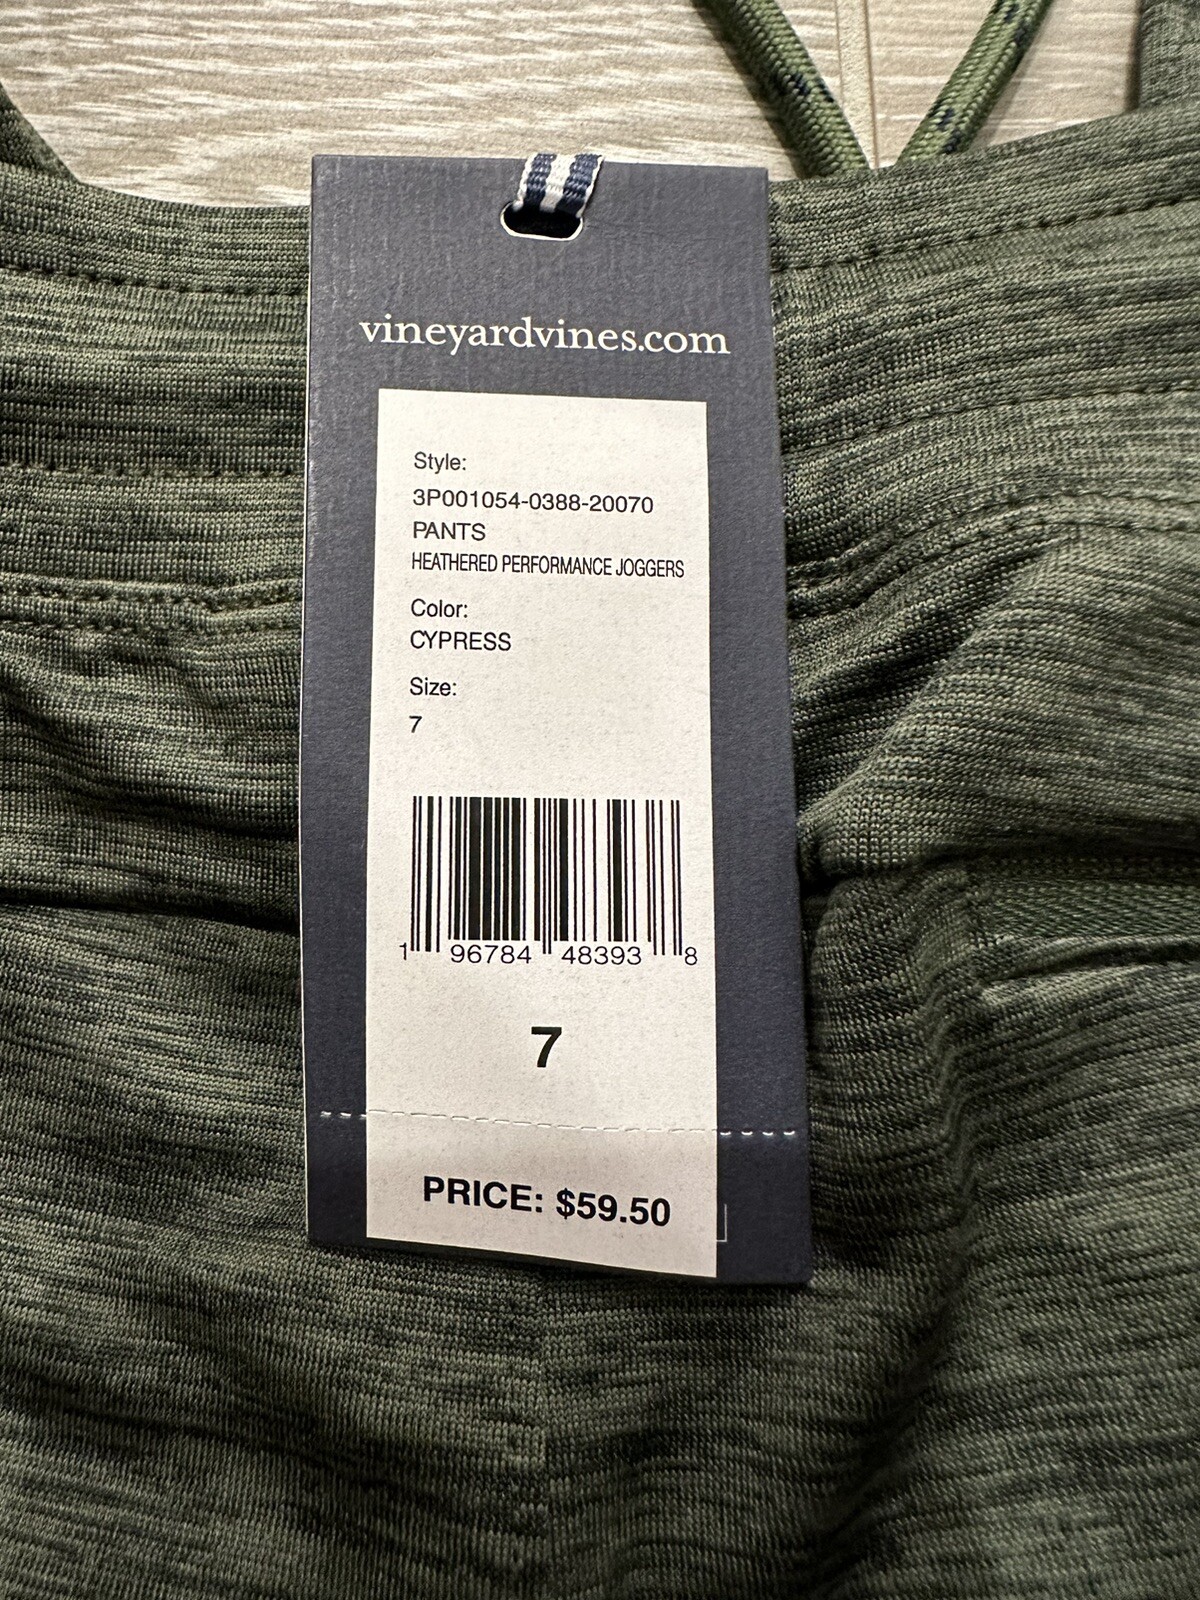 vineyardvines.com
Style:
3P001054-0388-20070
PANTS
HEATHERED PERFORMANCE JOGGERS
Color:
CYPRESS
Size:
7
1 96784 48393 8
7
PRICE: $59.50